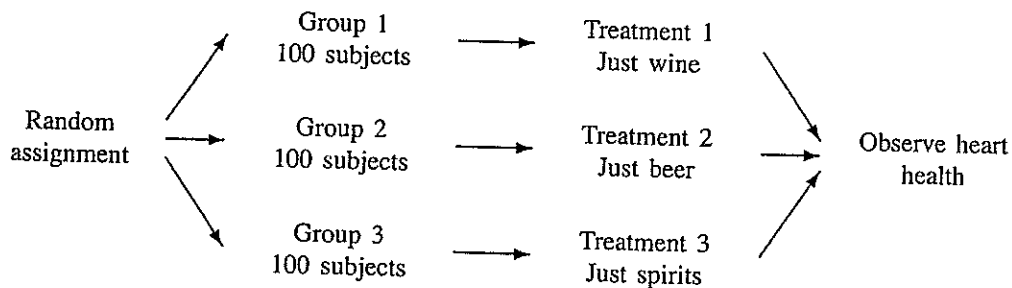 Group 1
100 subjects
Treatment 1
Just wine
Random
assignment
Group 2
100 subjects
Treatment 2
Just beer
Observe heart
health
Group 3
100 subjects
Treatment 3
Just spirits